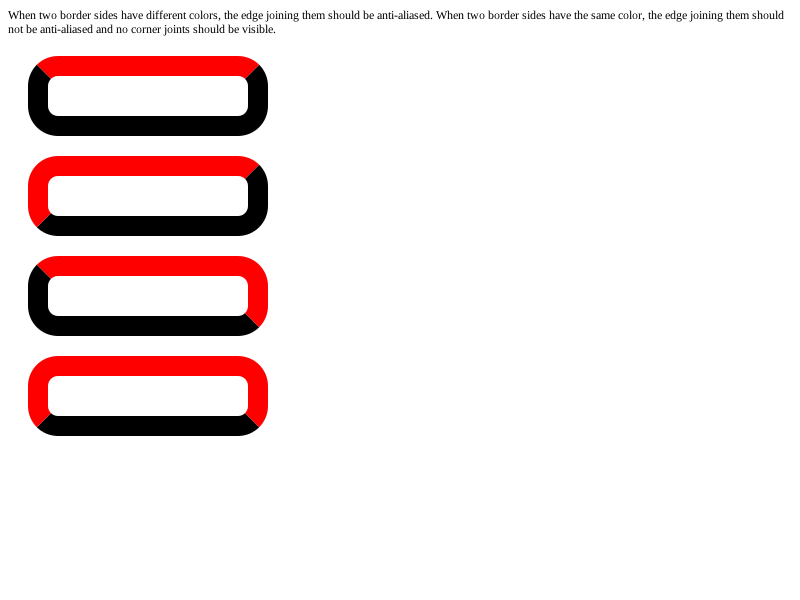 When two border sides have different colors, the edge joining them should be anti-aliased. When two border sides have the same color, the edge joining them should
not be anti-aliased and no corner joints should be visible.